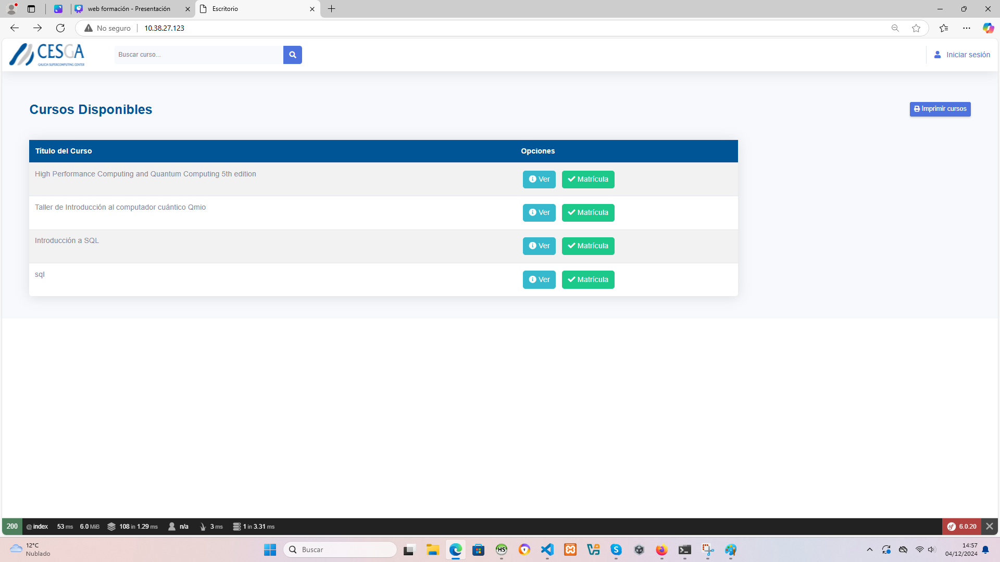 web formación - Presentación
Escritorio
No seguro
10.38.27.123
CESGA
GALICIA SUPERCOMPUTING CENTER
Buscar curso...
Iniciar sesión
Cursos Disponibles
Imprimir cursos
Título del Curso
Opciones
High Performance Computing and Quantum Computing 5th edition
Ver
Matrícula
Taller de Introducción al computador cuántico Qmio
Ver
Matrícula
Introducción a SQL
Ver
Matrícula
sql
Ver
Matrícula
200 @ index 53 ms 6.0 MiB 108 in 1.29 ms n/a 3 ms 1 in 3.31 ms
sf 6.0.20
12°C
Nublado
Buscar
HS
14:57
04/12/2024